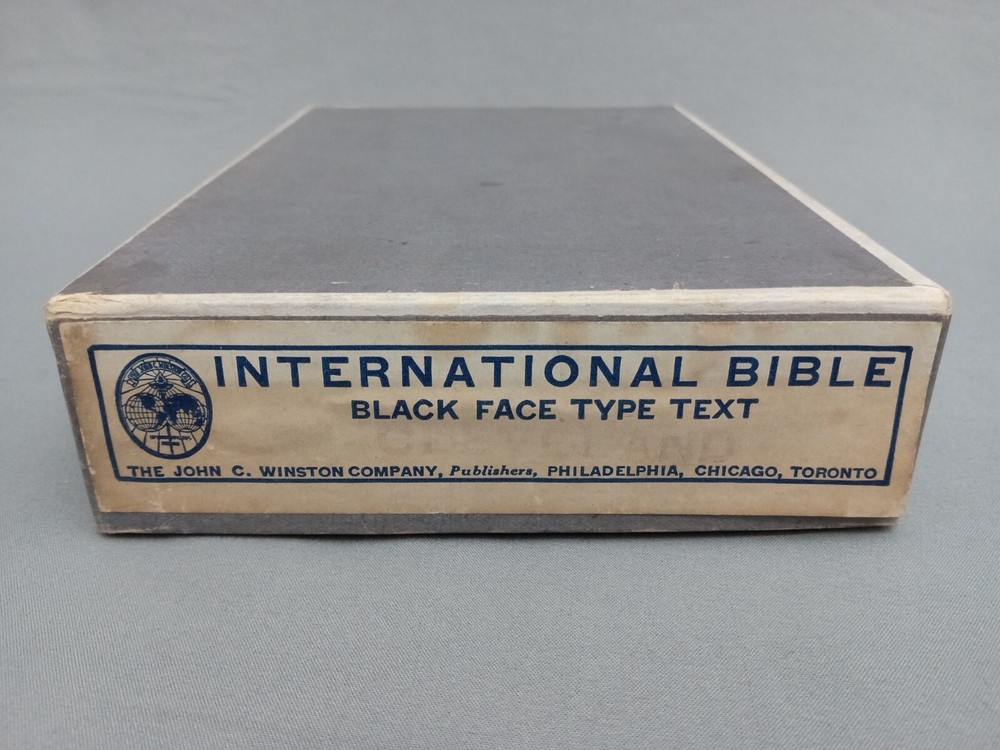 INTERNATIONAL BIBLE
BLACK FACE TYPE TEXT
THE JOHN C. WINSTON COMPANY, Publishers, PHILADELPHIA, CHICAGO, TORONTO